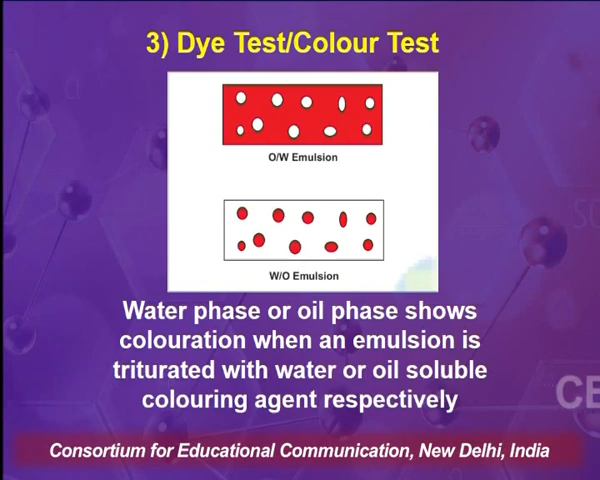 3) Dye Test/Colour Test
O/W Emulsion
W/O Emulsion
Water phase or oil phase shows
colouration when an emulsion is
triturated with water or oil soluble
colouring agent respectively
CE
Consortium for Educational Communication, New Delhi, India